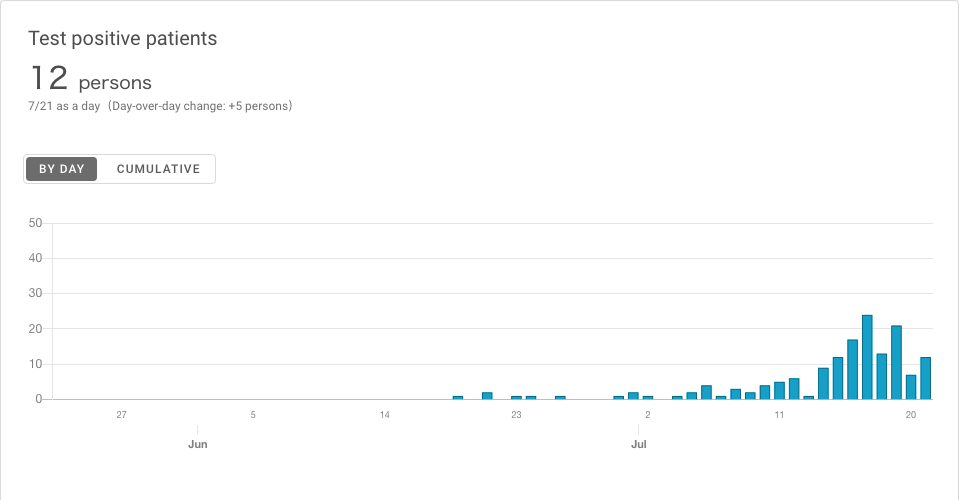 Test positive patients
12 persons
7/21 as a day（Day-over-day change: +5 persons）
BY DAY CUMULATIVE
50
40
30
20
10
0
27 5 14 23 2 11 20
Jun Jul